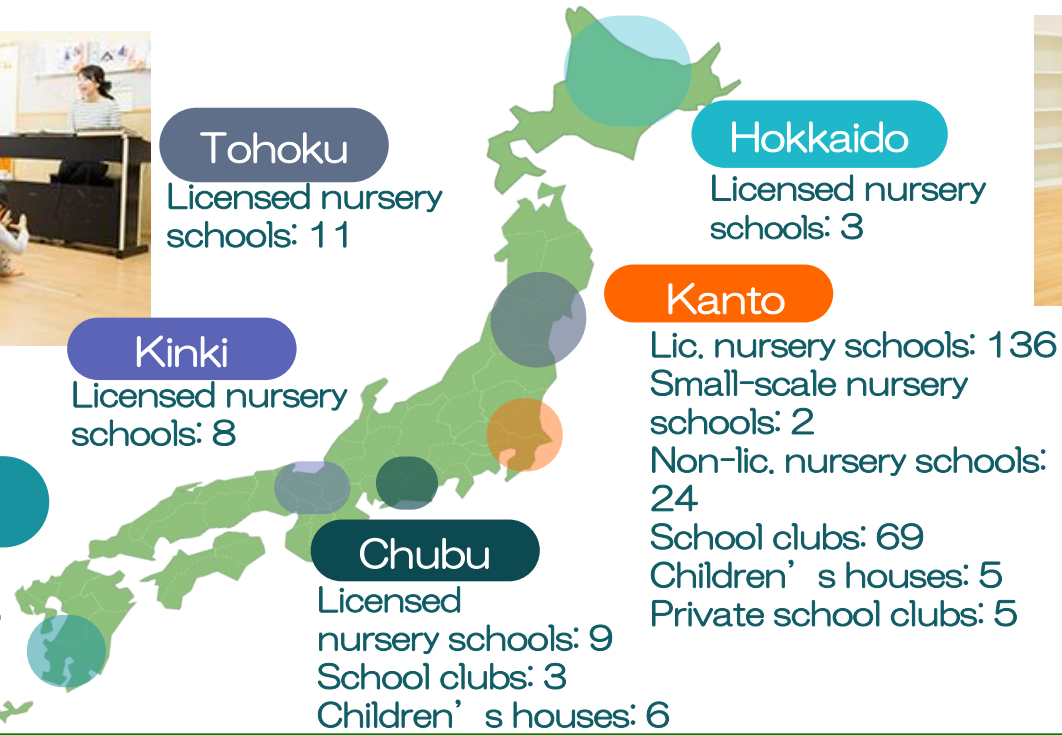 Tohoku
Licensed nursery
schools: 11
Hokkaido
Licensed nursery
schools: 3
Kinki
Licensed nursery
schools: 8
Kanto
Lic. nursery schools: 136
Small-scale nursery
schools: 2
Non-lic. nursery schools:
24
School clubs: 69
Children’s houses: 5
Private school clubs: 5
Chubu
Licensed
nursery schools: 9
School clubs: 3
Children’s houses: 6